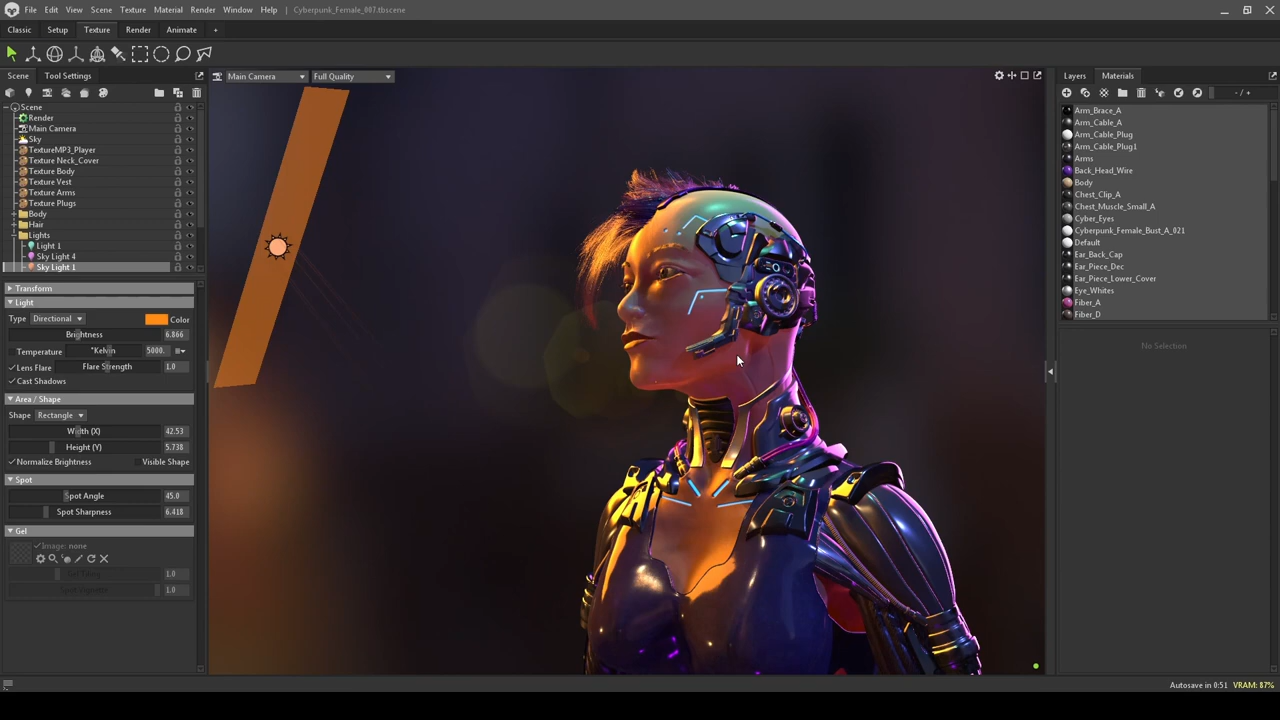 File Edit View Scene Texture Material Render Window Help Cyberpunk_Female_007.tbscene
Classic Setup Texture Render Animate +
Scene Tool Settings
Main Camera Full Quality
Layers Materials
- / +
Scene
Render
Main Camera
Sky
TextureMP3_Player
Texture Neck_Cover
Texture Body
Texture Vest
Texture Arms
Texture Plugs
Body
Hair
Lights
Light 1
Sky Light 4
Sky Light 1
Transform
Light
Type Directional Color
Brightness 6.866
Temperature °Kelvin 5000.
Lens Flare Flare Strength 1.0
Cast Shadows
Area / Shape
Shape Rectangle
Width (X) 42.53
Height (Y) 5.738
Normalize Brightness Visible Shape
Spot
Spot Angle 45.0
Spot Sharpness 6.418
Gel
Image: none
Gel Tiling 1.0
Spot Vignette 1.0
Arm_Brace_A
Arm_Cable_A
Arm_Cable_Plug
Arm_Cable_Plug1
Arms
Back_Head_Wire
Body
Chest_Clip_A
Chest_Muscle_Small_A
Cyber_Eyes
Cyberpunk_Female_Bust_A_021
Default
Ear_Back_Cap
Ear_Piece_Dec
Ear_Piece_Lower_Cover
Eye_Whites
Fiber_A
Fiber_D
No Selection
Autosave in 0:51 VRAM: 87%